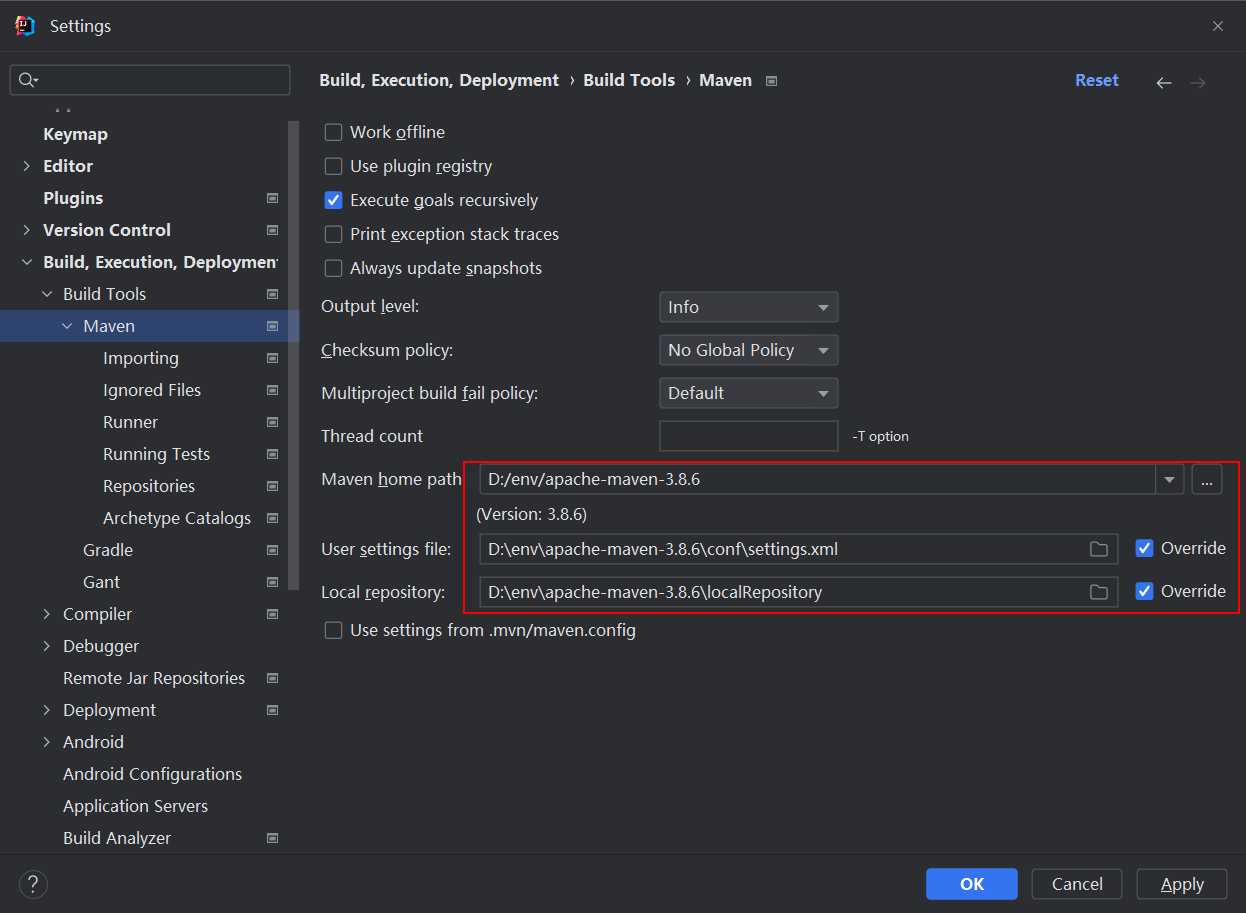 Settings
Build, Execution, Deployment › Build Tools › Maven
Reset
Keymap
Editor
Plugins
Version Control
Build, Execution, Deployment
Build Tools
Maven
Importing
Ignored Files
Runner
Running Tests
Repositories
Archetype Catalogs
Gradle
Gant
Compiler
Debugger
Remote Jar Repositories
Deployment
Android
Android Configurations
Application Servers
Build Analyzer
Work offline
Use plugin registry
Execute goals recursively
Print exception stack traces
Always update snapshots
Output level: Info
Checksum policy: No Global Policy
Multiproject build fail policy: Default
Thread count -T option
Maven home path D:/env/apache-maven-3.8.6 ...
(Version: 3.8.6)
User settings file: D:\env\apache-maven-3.8.6\conf\settings.xml Override
Local repository: D:\env\apache-maven-3.8.6\localRepository Override
Use settings from .mvn/maven.config
? OK Cancel Apply